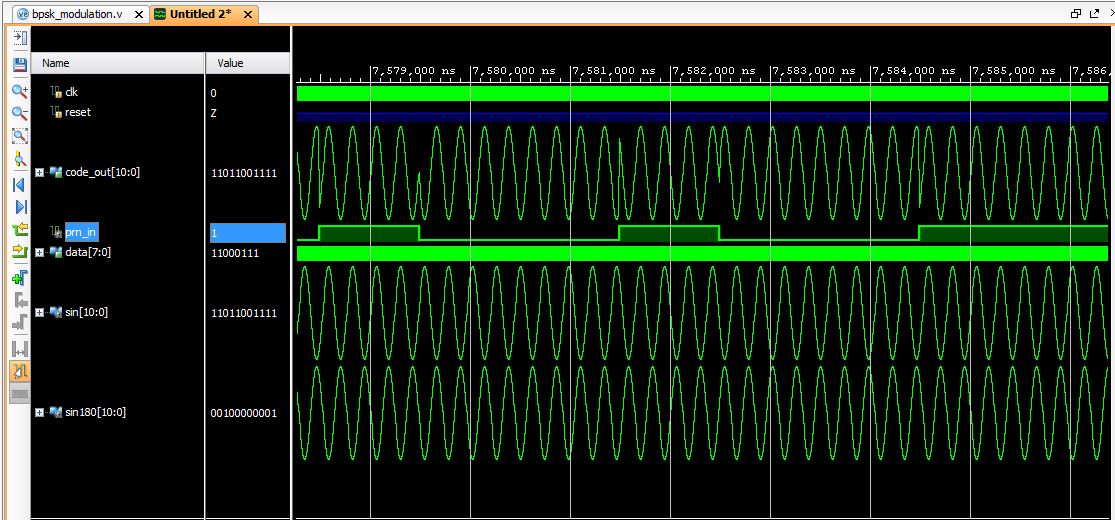 bpsk_modulation.v Untitled 2*
Name Value
7,579,000 ns 7,580,000 ns 7,581,000 ns 7,582,000 ns 7,583,000 ns 7,584,000 ns 7,585,000 ns 7,586,
clk 0
reset Z
code_out[10:0] 11011001111
prn_in 1
data[7:0] 11000111
sin[10:0] 11011001111
sin180[10:0] 00100000001